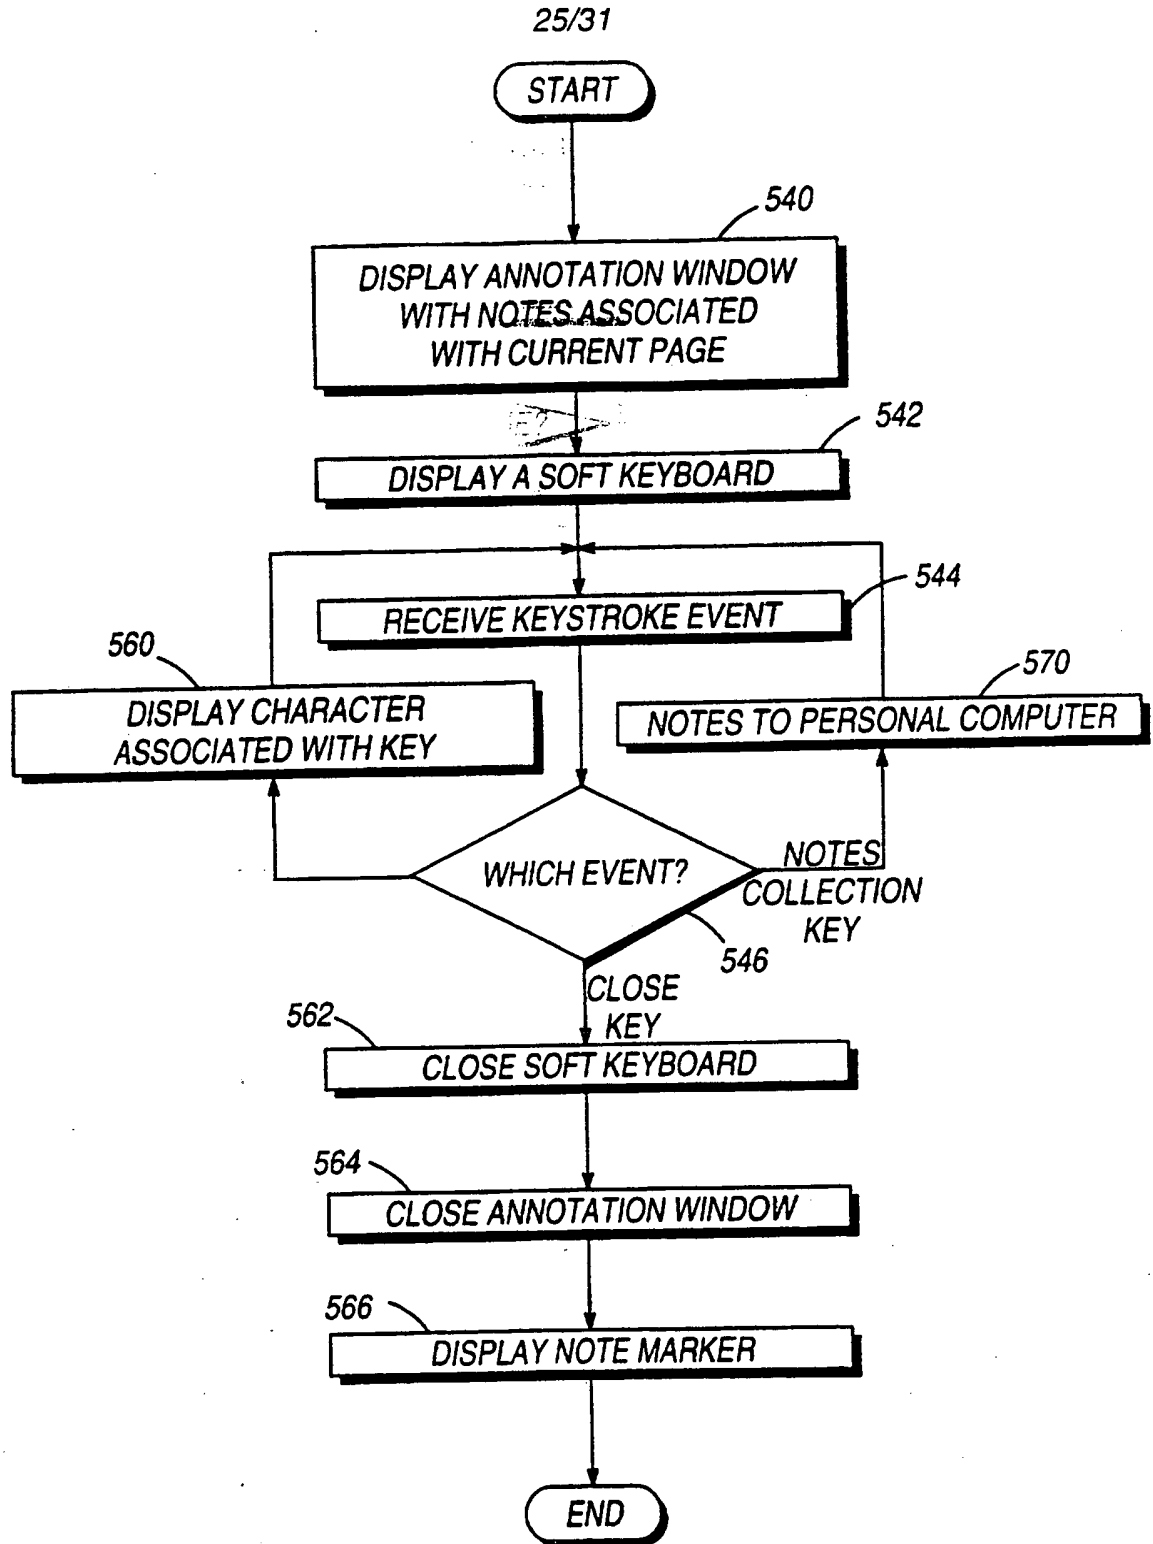 25/31
START
540
DISPLAY ANNOTATION WINDOW
WITH NOTES ASSOCIATED
WITH CURRENT PAGE
542
DISPLAY A SOFT KEYBOARD
544
RECEIVE KEYSTROKE EVENT
560
DISPLAY CHARACTER
ASSOCIATED WITH KEY
570
NOTES TO PERSONAL COMPUTER
WHICH EVENT?
NOTES
COLLECTION
KEY
546
CLOSE
KEY
562
CLOSE SOFT KEYBOARD
564
CLOSE ANNOTATION WINDOW
566
DISPLAY NOTE MARKER
END